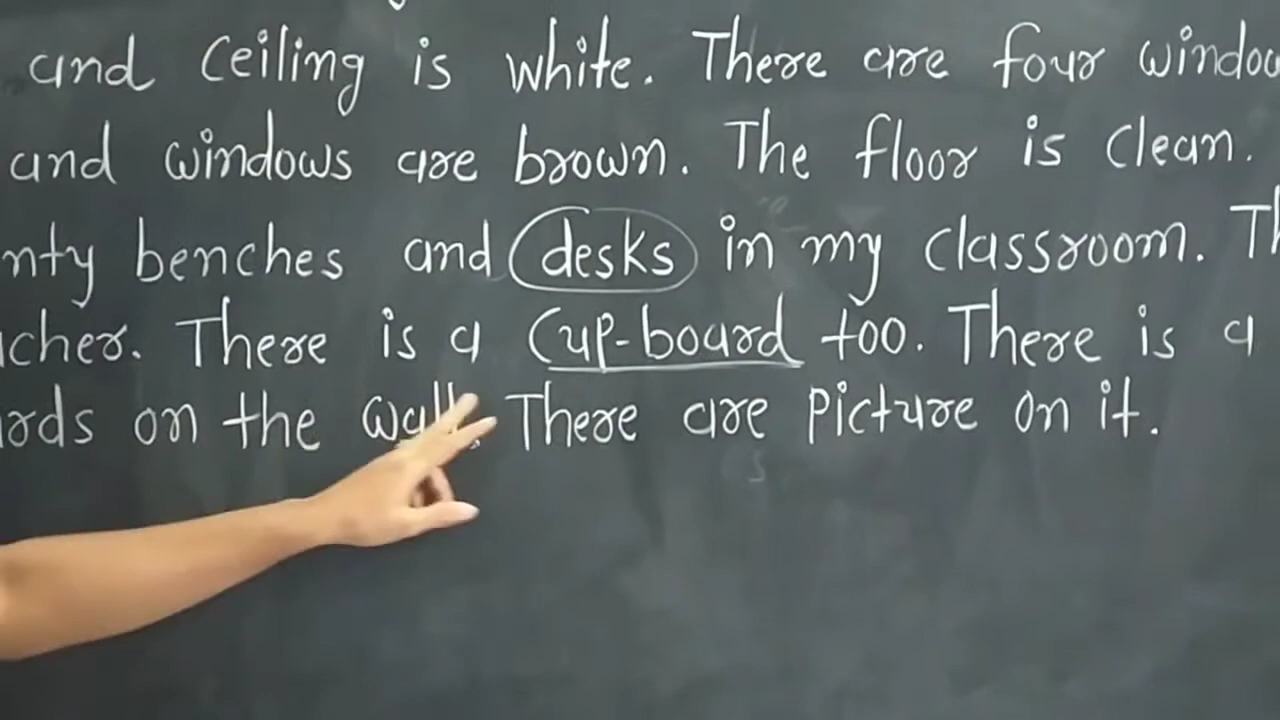 and ceiling is white. There are four window
and windows are brown. The floor is clean.
nty benches and desks in my classroom. Th
cher. There is a Cup-board too. There is a
rds on the wall. There are picture on it.